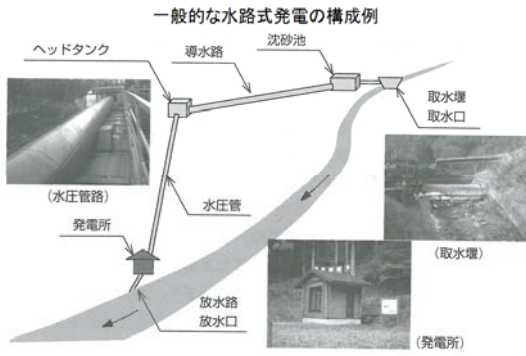 一般的な水路式発電の構成例
ヘッドタンク
導水路
沈砂池
取水堰
取水口
(水圧管路)
水圧管
(取水堰)
発電所
放水路
放水口
(発電所)